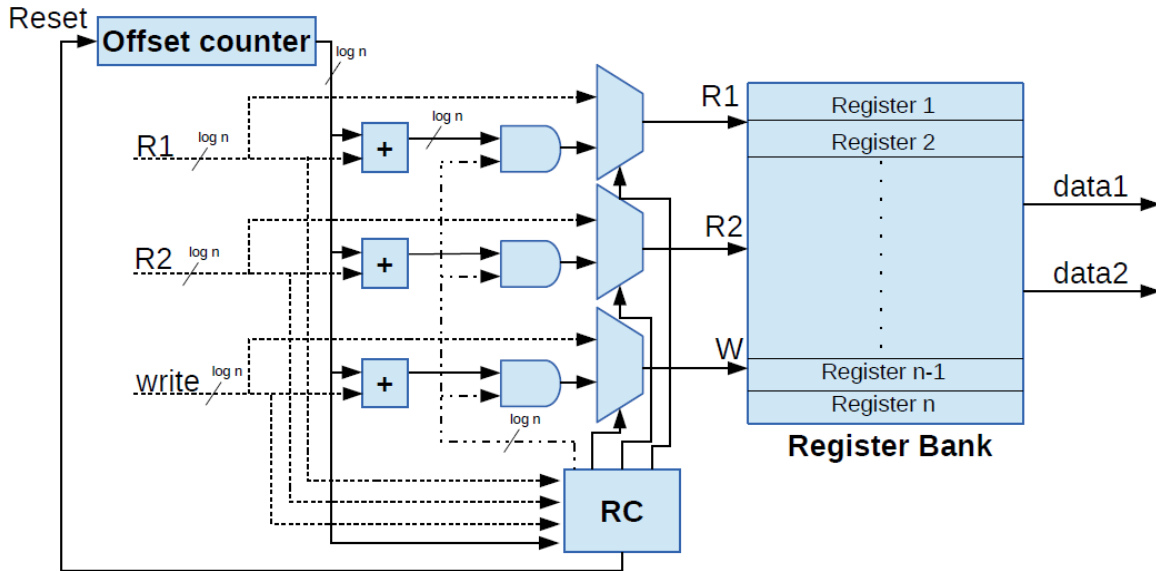 Reset
Offset counter
log n
R1
log n
+
log n
R1
Register 1
Register 2
data1
R2
log n
+
R2
data2
write
log n
+
W
Register n-1
Register n
log n
Register Bank
RC